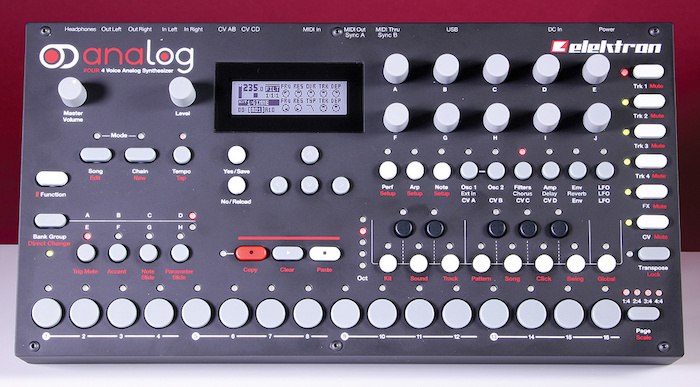 Headphones Out Left Out Right In Left In Right CV AB CV CD MIDI In MIDI Out MIDI Thru USB DC In Power
Sync A Sync B
analog
FOUR 4 Voice Analog Synthesizer
elektron
Master
Volume
Level
A B C D E
F G H I J
235.0 FILT
Trk 1 Mute
Trk 2 Mute
Trk 3 Mute
Trk 4 Mute
FX Mute
CV Mute
Transpose
Lock
Mode
Song Chain Tempo
Edit New Tap
Yes/Save
No/Reload
Function
Perf Arp Note Osc 1 Osc 2 Filters Amp Env LFO
Setup Setup Setup Ext In Chorus Delay Reverb LFO
CV A CV B CV C CV D Env LFO
Bank Group
Direct Change
A B C D
E F G H
Trig Mute Accent Note Slide Parameter Slide
Copy Clear Paste
Oct
Kit Sound Track Pattern Song Click Swing Global
1:4 2:4 3:4 4:4
Page
Scale
1 2 3 4 5 6 7 8 9 10 11 12 13 14 15 16